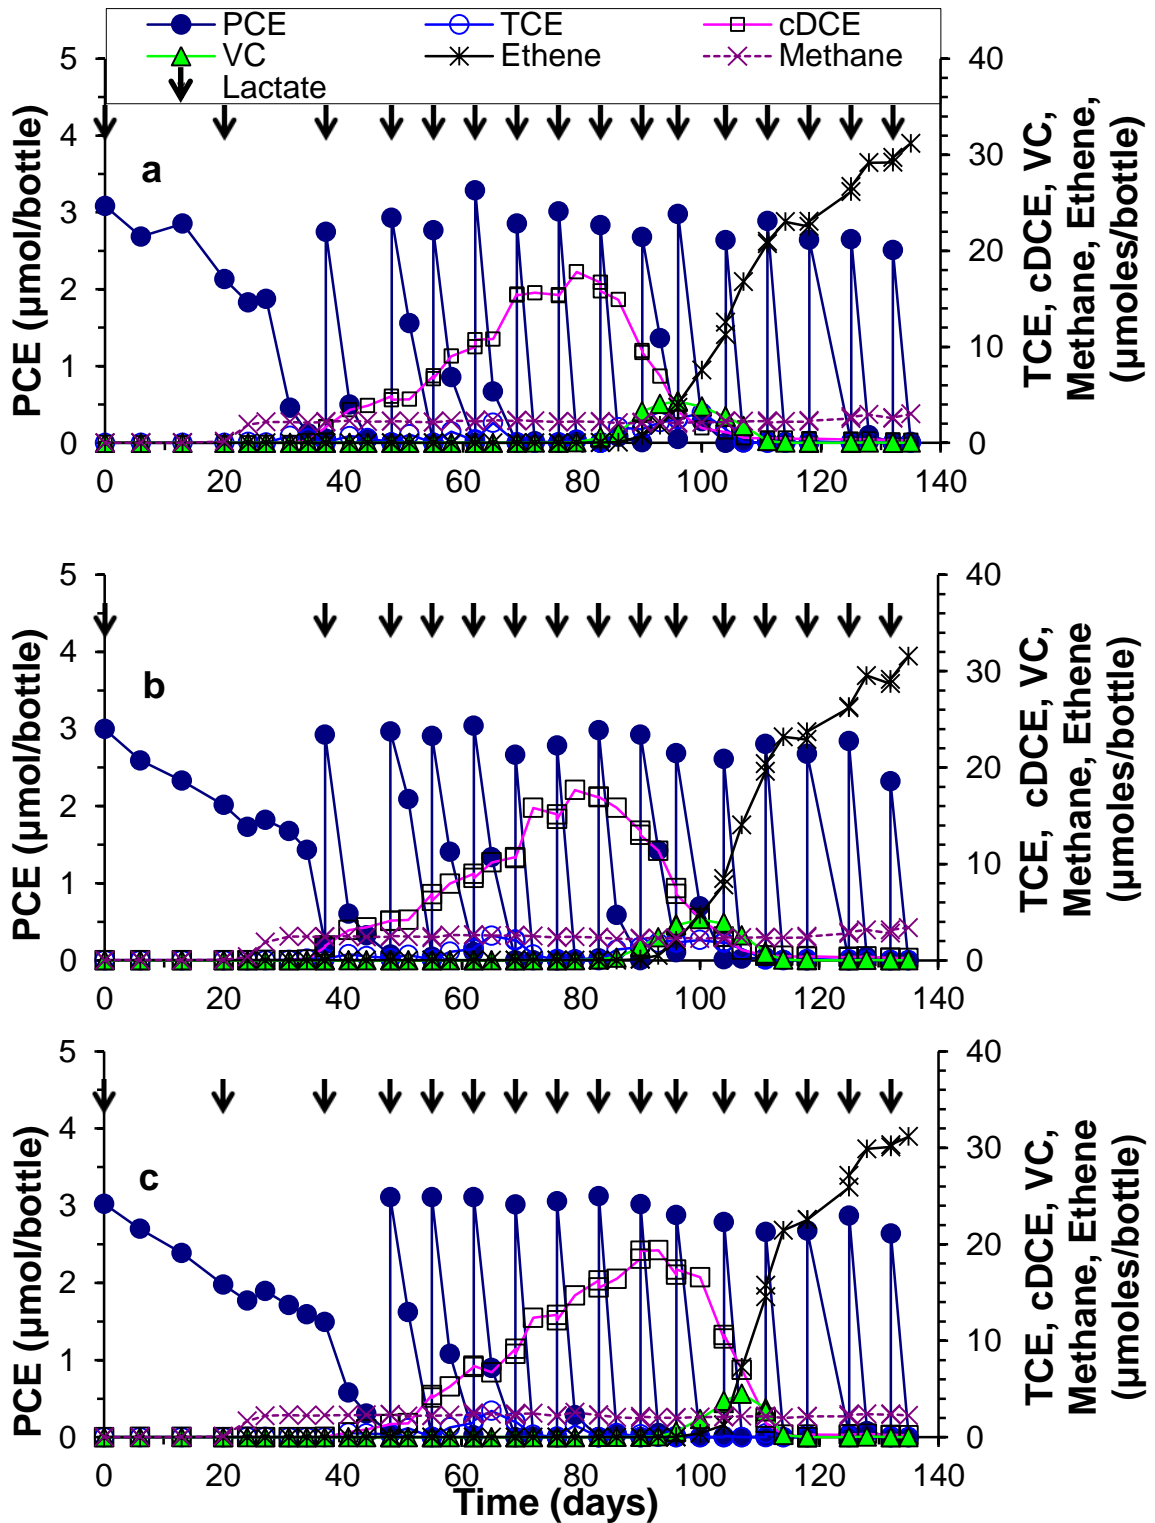 PCE TCE cDCE
VC Ethene Methane
Lactate
a
PCE (µmol/bottle)
5
4
3
2
1
0
40
30
20
10
0
TCE, cDCE, VC,
Methane, Ethene,
(µmoles/bottle)
0 20 40 60 80 100 120 140
b
PCE (µmol/bottle)
5
4
3
2
1
0
40
30
20
10
0
TCE, cDCE, VC,
Methane, Ethene
(µmoles/bottle)
0 20 40 60 80 100 120 140
c
PCE (µmol/bottle)
5
4
3
2
1
0
40
30
20
10
0
TCE, cDCE, VC,
Methane, Ethene
(µmoles/bottle)
0 20 40 60 80 100 120 140
Time (days)